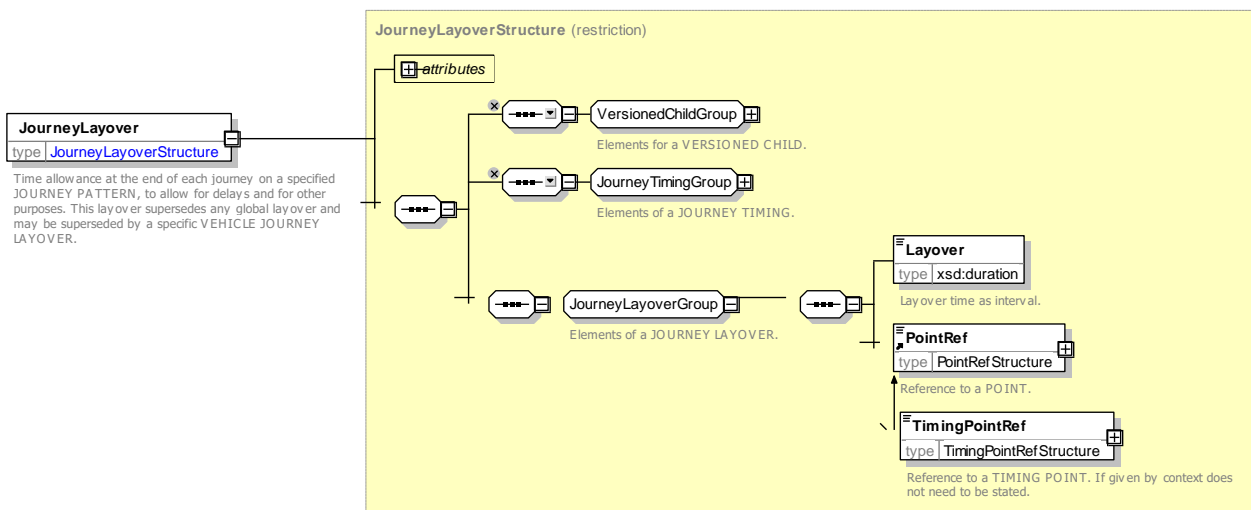 JourneyLayoverStructure (restriction)
attributes
JourneyLayover
type JourneyLayoverStructure
Time allowance at the end of each journey on a specified
JOURNEY PATTERN, to allow for delays and for other
purposes. This layover supersedes any global layover and
may be superseded by a specific VEHICLE JOURNEY
LAYOVER.
VersionedChildGroup
Elements for a VERSIONED CHILD.
JourneyTimingGroup
Elements of a JOURNEY TIMING.
JourneyLayoverGroup
Elements of a JOURNEY LAYOVER.
Layover
type xsd:duration
Layover time as interval.
PointRef
type PointRefStructure
Reference to a POINT.
TimingPointRef
type TimingPointRefStructure
Reference to a TIMING POINT. If given by context does
not need to be stated.